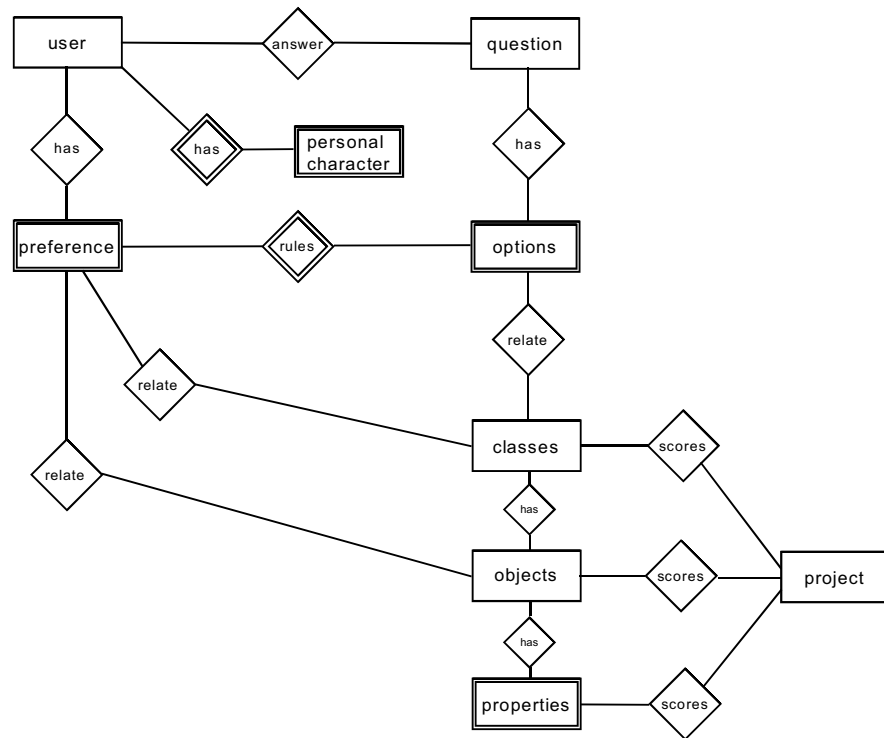 user
answer
question
has
has
personal
character
has
preference
rules
options
relate
relate
classes
scores
relate
has
objects
scores
project
has
properties
scores